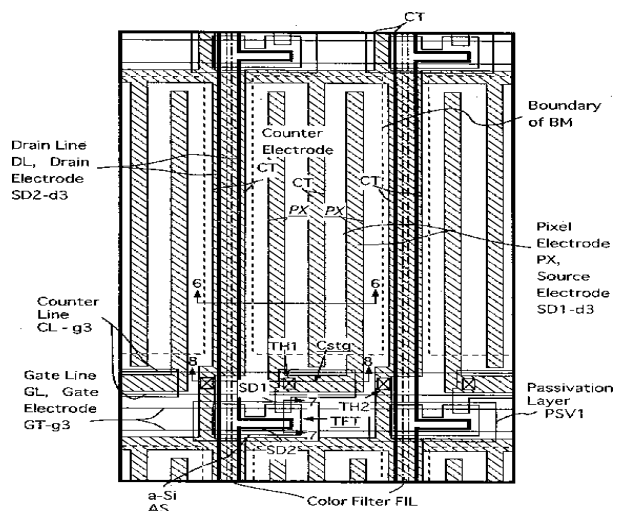 CT
Boundary
of BM
Counter
Electrode
Drain Line
DL, Drain
Electrode
SD2-d3
CT
CT
CT
PX PX
Pixel
Electrode
PX,
Source
Electrode
SD1-d3
6
6
Counter
Line
CL - g3
TH1
Cstg
8
8
Gate Line
GL, Gate
Electrode
GT-g3
SD1
7
TH2
Passivation
Layer
PSV1
TFT
7
SD2
a-Si
AS
Color Filter FIL